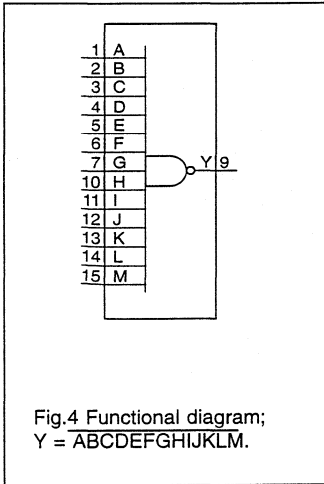 1 A
2 B
3 C
4 D
5 E
6 F
7 G
Y 9
10 H
11 I
12 J
13 K
14 L
15 M
Fig.4 Functional diagram;
Y = ABCDEFGHIJKLM.